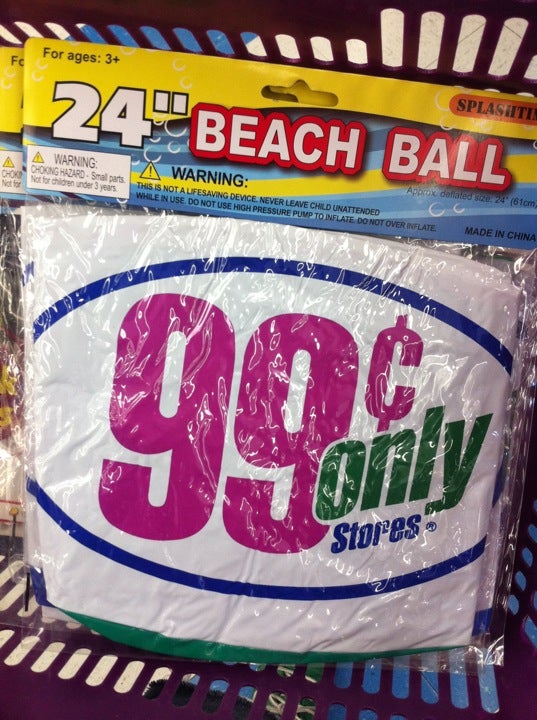 For ages: 3+
24" BEACH BALL
WARNING:
CHOKING HAZARD - Small parts.
Not for children under 3 years.
WARNING:
THIS IS NOT A LIFESAVING DEVICE. NEVER LEAVE CHILD UNATTENDED
WHILE IN USE. DO NOT USE HIGH PRESSURE PUMP TO INFLATE. DO NOT OVER INFLATE.
Approx. deflated size: 24" (61cm)
MADE IN CHINA
99¢
only
Stores®